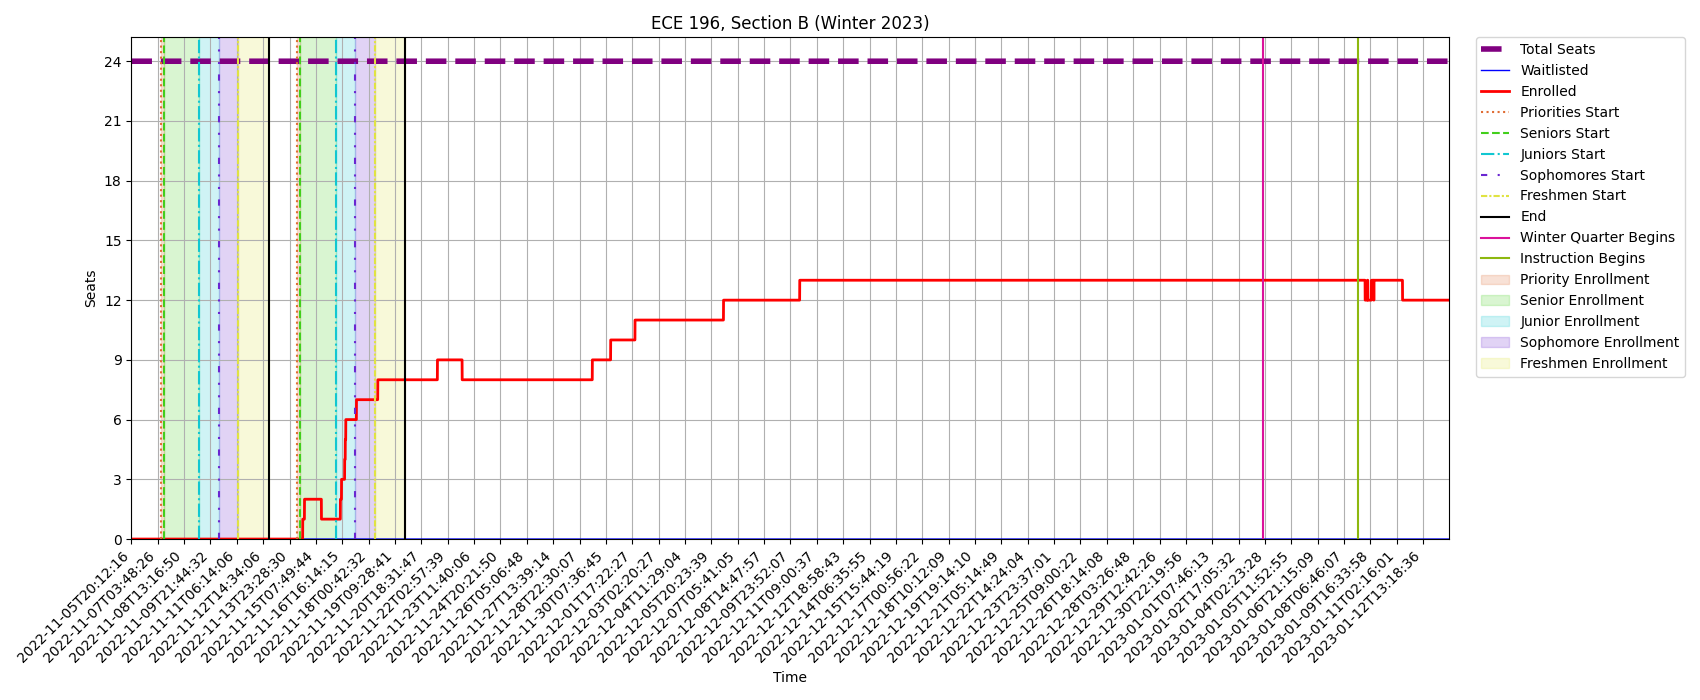 ECE 196, Section B (Winter 2023)
Seats
24
21
18
15
12
9
6
3
0
2022-11-05T20:12:16
2022-11-07T03:48:26
2022-11-08T13:16:50
2022-11-09T21:44:32
2022-11-11T06:14:06
2022-11-12T14:34:06
2022-11-13T23:28:30
2022-11-15T07:49:44
2022-11-16T16:14:15
2022-11-18T00:42:32
2022-11-19T09:28:41
2022-11-20T18:31:47
2022-11-22T02:57:39
2022-11-23T11:40:06
2022-11-24T20:21:50
2022-11-26T05:06:48
2022-11-27T13:39:14
2022-11-28T22:30:07
2022-11-30T07:36:45
2022-12-01T17:22:27
2022-12-03T02:20:27
2022-12-04T11:29:04
2022-12-05T20:23:39
2022-12-07T05:41:05
2022-12-08T14:47:57
2022-12-09T23:52:07
2022-12-11T09:00:37
2022-12-12T18:58:43
2022-12-14T06:35:55
2022-12-15T15:44:19
2022-12-17T00:56:22
2022-12-18T10:12:09
2022-12-19T19:14:10
2022-12-21T05:14:49
2022-12-22T14:24:04
2022-12-23T23:37:01
2022-12-25T09:00:22
2022-12-26T18:14:08
2022-12-28T03:26:48
2022-12-29T12:42:26
2022-12-30T22:19:56
2023-01-01T07:46:13
2023-01-02T17:05:32
2023-01-04T02:23:28
2023-01-05T11:52:55
2023-01-06T21:15:09
2023-01-08T06:46:07
2023-01-09T16:33:58
2023-01-11T02:16:01
2023-01-12T13:18:36
Time
Total Seats
Waitlisted
Enrolled
Priorities Start
Seniors Start
Juniors Start
Sophomores Start
Freshmen Start
End
Winter Quarter Begins
Instruction Begins
Priority Enrollment
Senior Enrollment
Junior Enrollment
Sophomore Enrollment
Freshmen Enrollment